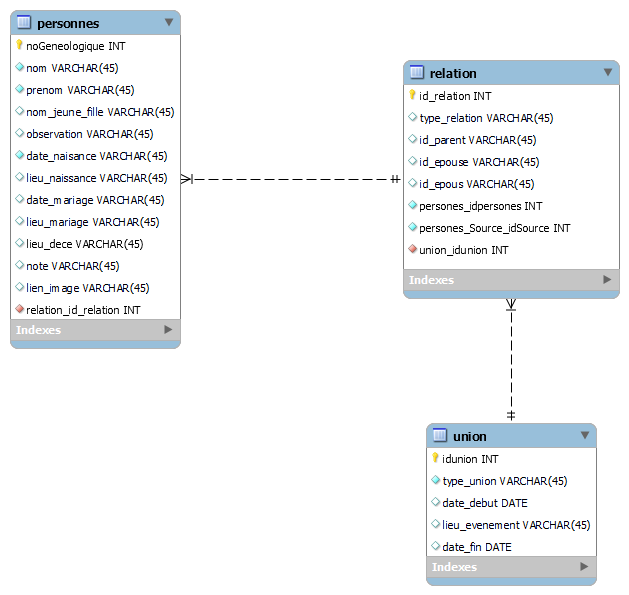 personnes
noGeneologique INT
nom VARCHAR(45)
prenom VARCHAR(45)
nom_jeune_fille VARCHAR(45)
observation VARCHAR(45)
date_naisance VARCHAR(45)
lieu_naissance VARCHAR(45)
date_mariage VARCHAR(45)
lieu_mariage VARCHAR(45)
lieu_dece VARCHAR(45)
note VARCHAR(45)
lien_image VARCHAR(45)
relation_id_relation INT
Indexes
relation
id_relation INT
type_relation VARCHAR(45)
id_parent VARCHAR(45)
id_epouse VARCHAR(45)
id_epous VARCHAR(45)
persones_idpersones INT
persones_Source_idSource INT
union_idunion INT
Indexes
union
idunion INT
type_union VARCHAR(45)
date_debut DATE
lieu_evenement VARCHAR(45)
date_fin DATE
Indexes